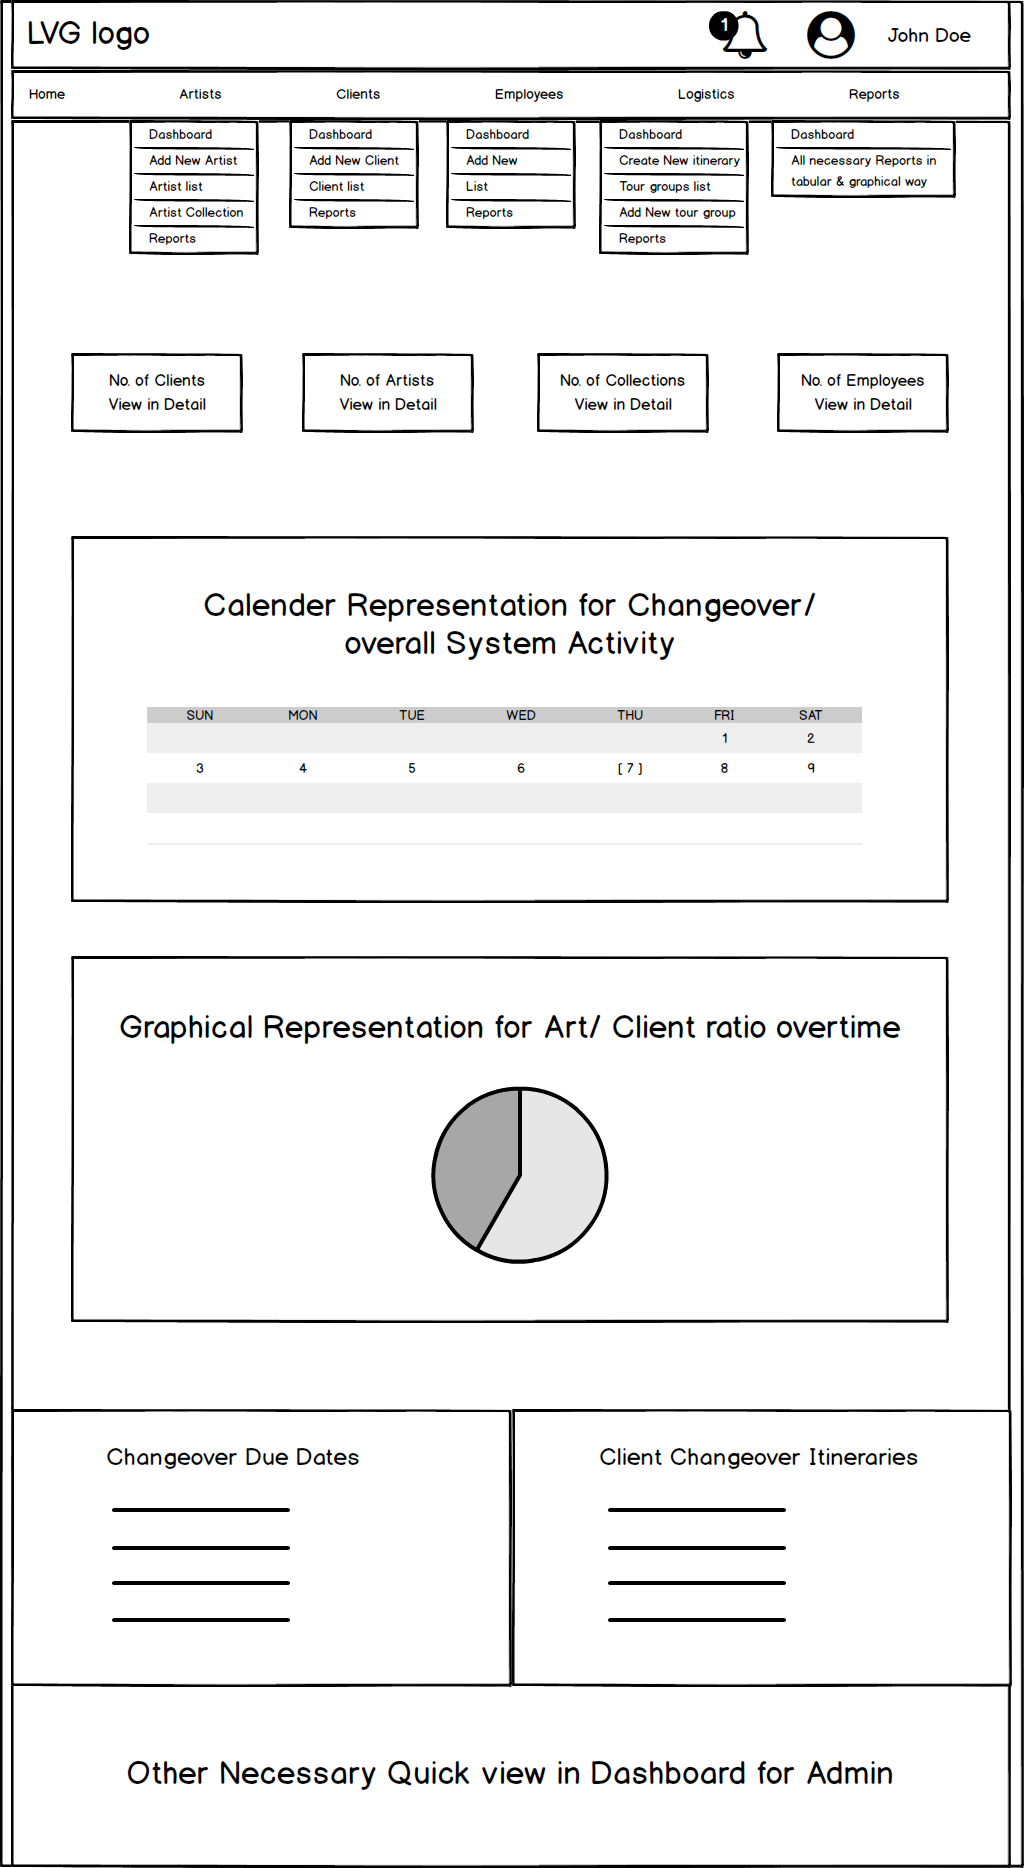 LVG logo
1
John Doe
Home Artists Clients Employees Logistics Reports
Dashboard
Add New Artist
Artist list
Artist Collection
Reports
Dashboard
Add New Client
Client list
Reports
Dashboard
Add New
List
Reports
Dashboard
Create New itinerary
Tour groups list
Add New tour group
Reports
Dashboard
All necessary Reports in
tabular & graphical way
No. of Clients
View in Detail
No. of Artists
View in Detail
No. of Collections
View in Detail
No. of Employees
View in Detail
Calender Representation for Changeover/
overall System Activity
SUN MON TUE WED THU FRI SAT
1 2
3 4 5 6 [ 7 ] 8 9
Graphical Representation for Art/ Client ratio overtime
Changeover Due Dates
Client Changeover Itineraries
Other Necessary Quick view in Dashboard for Admin